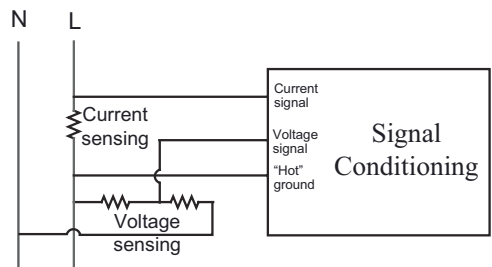 N
L
Current
sensing
Voltage
sensing
Current
signal
Voltage
signal
“Hot”
ground
Signal
Conditioning